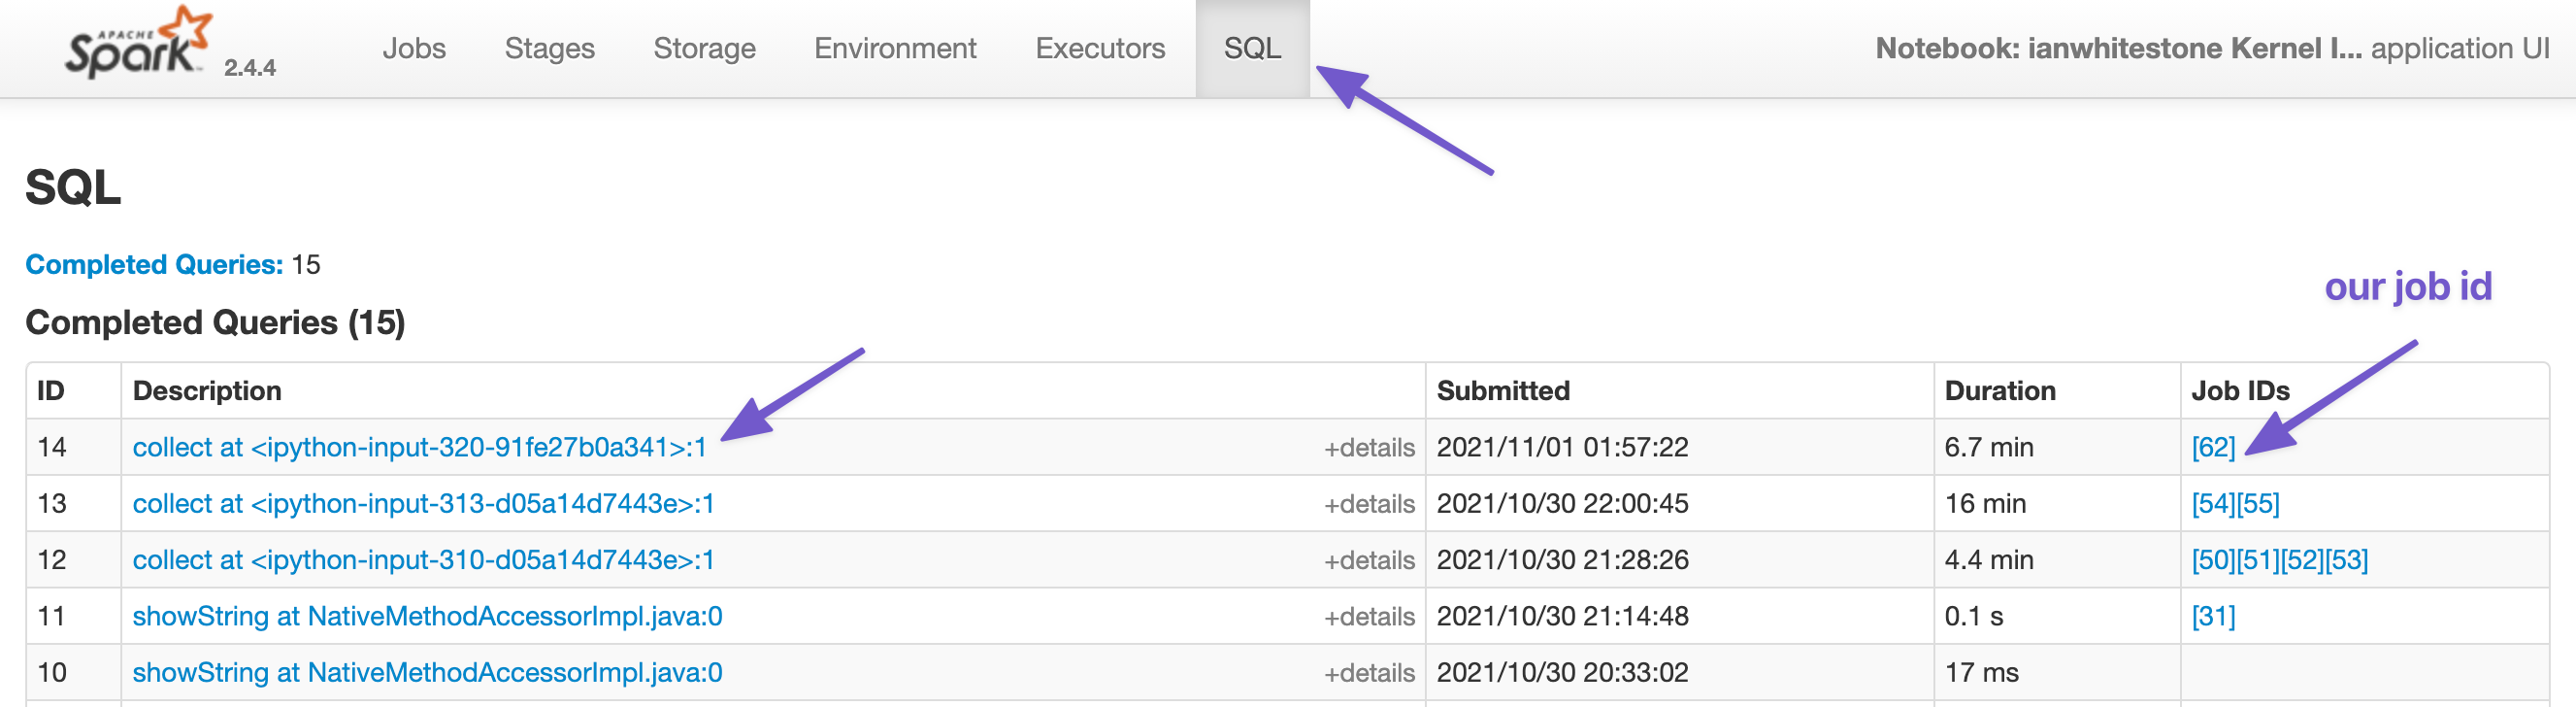 APACHE
Spark 2.4.4 Jobs Stages Storage Environment Executors SQL Notebook: ianwhitestone Kernel I... application UI
SQL
Completed Queries: 15
our job id
Completed Queries (15)
ID Description Submitted Duration Job IDs
14 collect at <ipython-input-320-91fe27b0a341>:1 +details 2021/11/01 01:57:22 6.7 min [62]
13 collect at <ipython-input-313-d05a14d7443e>:1 +details 2021/10/30 22:00:45 16 min [54][55]
12 collect at <ipython-input-310-d05a14d7443e>:1 +details 2021/10/30 21:28:26 4.4 min [50][51][52][53]
11 showString at NativeMethodAccessorImpl.java:0 +details 2021/10/30 21:14:48 0.1 s [31]
10 showString at NativeMethodAccessorImpl.java:0 +details 2021/10/30 20:33:02 17 ms